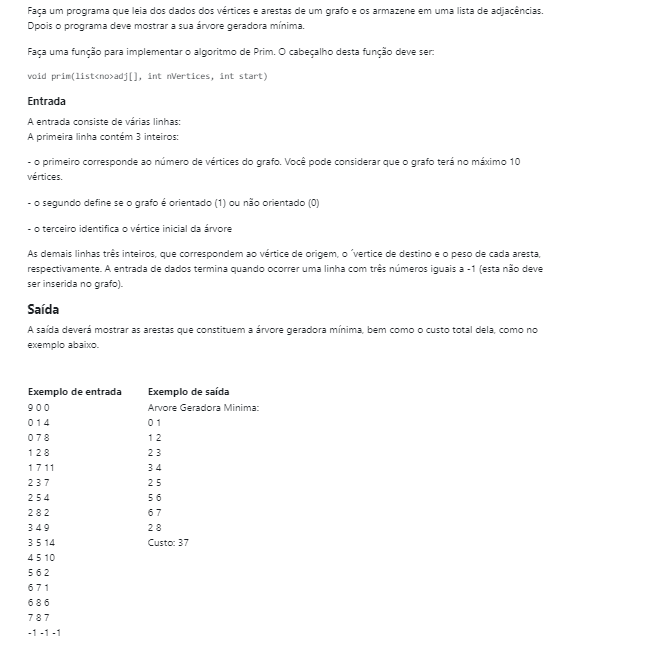 Faça um programa que leia dos dados dos vértices e arestas de um grafo e os armazene em uma lista de adjacências.
Dpois o programa deve mostrar a sua árvore geradora mínima.
Faça uma função para implementar o algoritmo de Prim. O cabeçalho desta função deve ser:
void prim(list<no>adj[], int nVertices, int start)
Entrada
A entrada consiste de várias linhas:
A primeira linha contém 3 inteiros:
- o primeiro corresponde ao número de vértices do grafo. Você pode considerar que o grafo terá no máximo 10
vértices.
- o segundo define se o grafo é orientado (1) ou não orientado (0)
- o terceiro identifica o vértice inicial da árvore
As demais linhas três inteiros, que correspondem ao vértice de origem, o ´vertice de destino e o peso de cada aresta,
respectivamente. A entrada de dados termina quando ocorrer uma linha com três números iguais a -1 (esta não deve
ser inserida no grafo).
Saída
A saída deverá mostrar as arestas que constituem a árvore geradora mínima, bem como o custo total dela, como no
exemplo abaixo.
Exemplo de entrada Exemplo de saída
9 0 0 Arvore Geradora Minima:
0 1 4 0 1
0 7 8 1 2
1 2 8 2 3
1 7 11 3 4
2 3 7 2 5
2 5 4 5 6
2 8 2 6 7
3 4 9 2 8
3 5 14 Custo: 37
4 5 10
5 6 2
6 7 1
6 8 6
7 8 7
-1 -1 -1